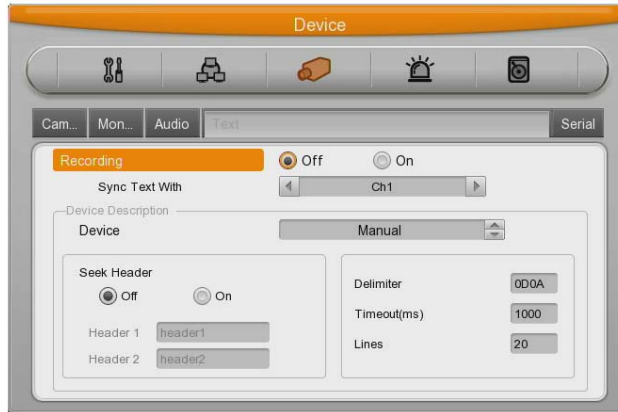 Device
Cam... Mon... Audio Text Serial
Recording Off On
Sync Text With Ch1
Device Description
Device Manual
Seek Header
Off On
Header 1 header1
Header 2 header2
Delimiter 0D0A
Timeout(ms) 1000
Lines 20